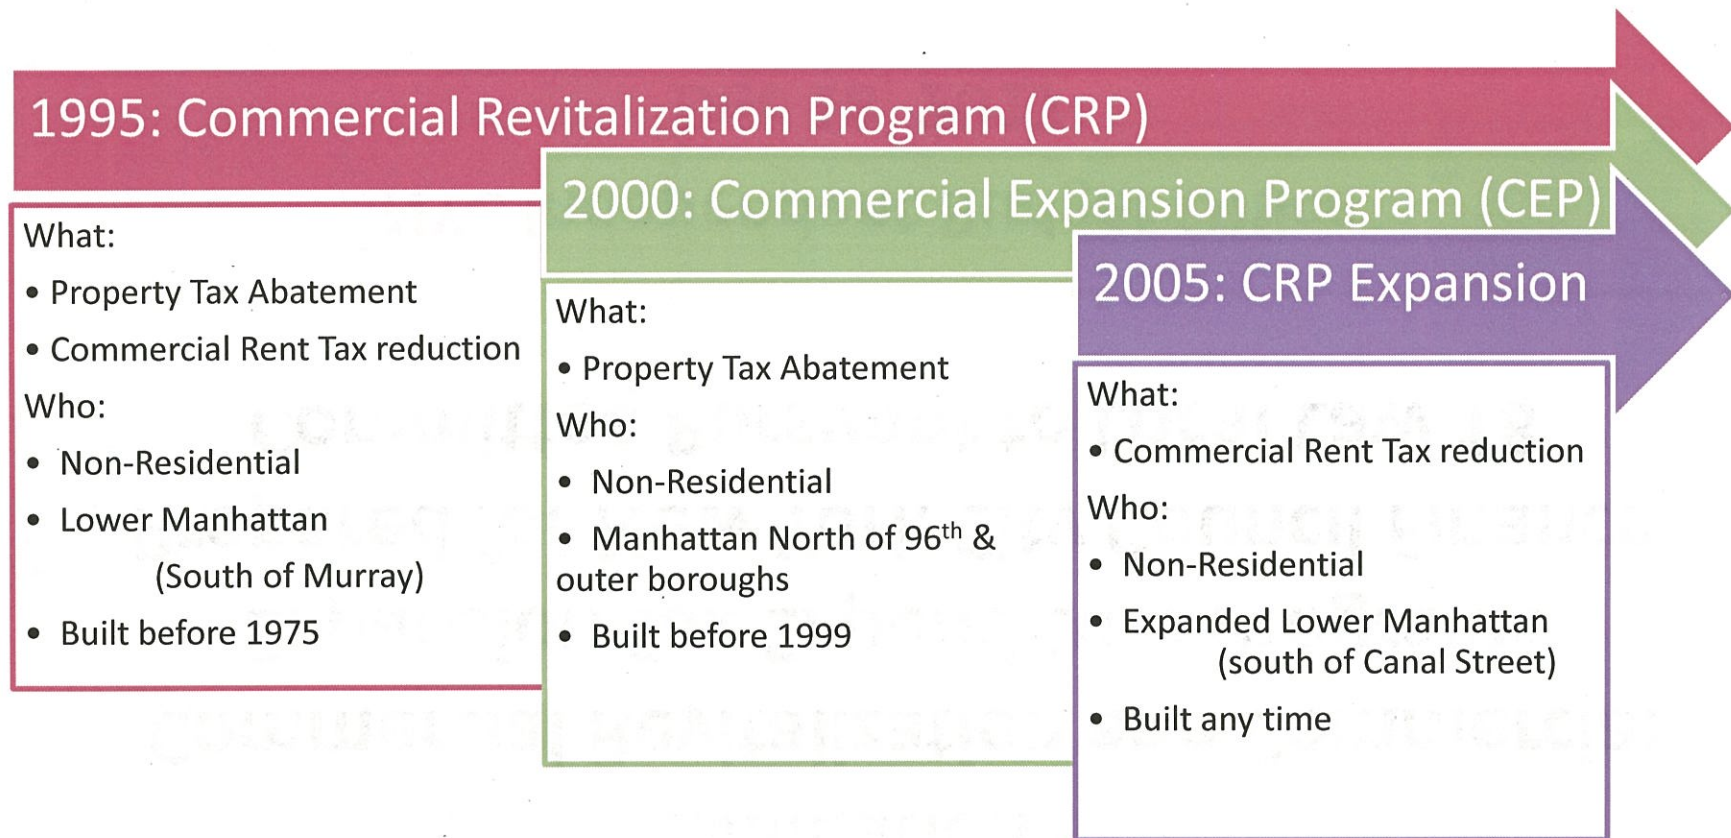 1995: Commercial Revitalization Program (CRP)
What:
• Property Tax Abatement
• Commercial Rent Tax reduction
Who:
• Non-Residential
• Lower Manhattan
(South of Murray)
• Built before 1975
2000: Commercial Expansion Program (CEP)
What:
• Property Tax Abatement
Who:
• Non-Residential
• Manhattan North of 96th &
outer boroughs
• Built before 1999
2005: CRP Expansion
What:
• Commercial Rent Tax reduction
Who:
• Non-Residential
• Expanded Lower Manhattan
(south of Canal Street)
• Built any time